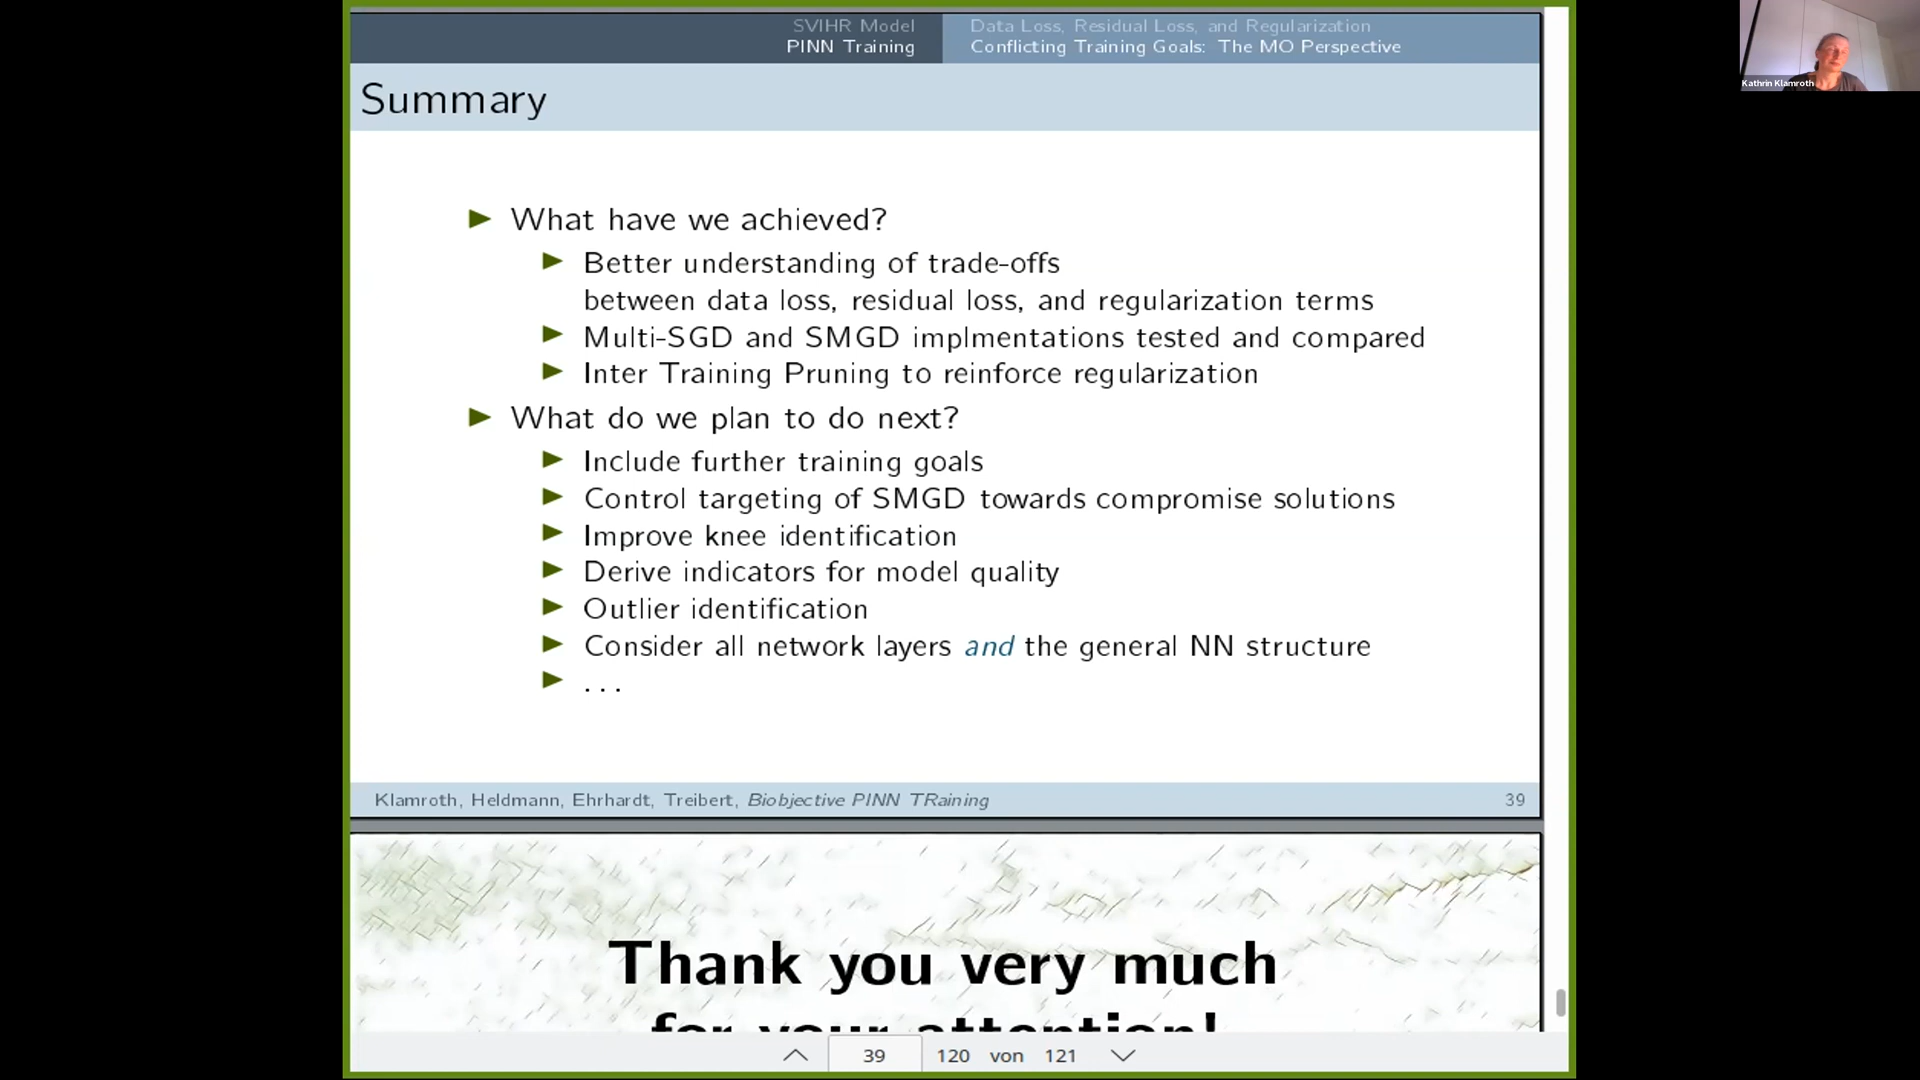 SVIHR Model
PINN Training
Data Loss, Residual Loss, and Regularization
Conflicting Training Goals: The MO Perspective
Kathrin Klamroth
Summary
What have we achieved?
Better understanding of trade-offs
between data loss, residual loss, and regularization terms
Multi-SGD and SMGD implmentations tested and compared
Inter Training Pruning to reinforce regularization
What do we plan to do next?
Include further training goals
Control targeting of SMGD towards compromise solutions
Improve knee identification
Derive indicators for model quality
Outlier identification
Consider all network layers and the general NN structure
...
Klamroth, Heldmann, Ehrhardt, Treibert, Biobjective PINN TRaining 39
Thank you very much
for your attention!
39 120 von 121